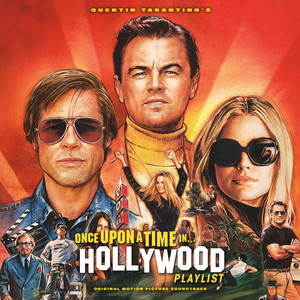 QUENTIN TARANTINO'S
ONCE UPON A TIME IN...
HOLLYWOOD
PLAYLIST
ORIGINAL MOTION PICTURE SOUNDTRACK